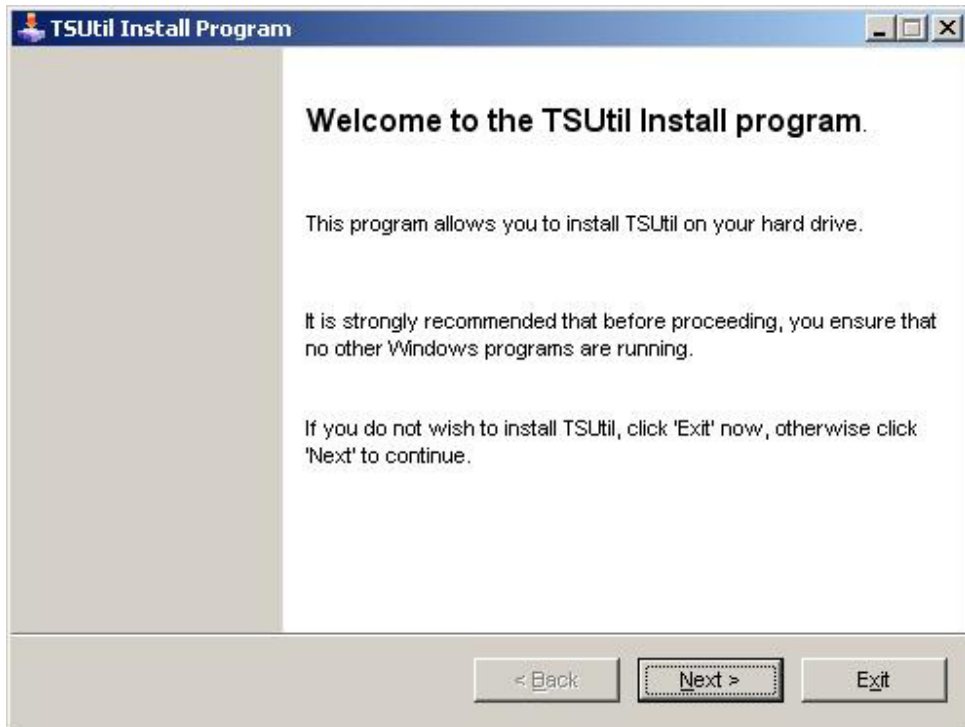 TSUtil Install Program
Welcome to the TSUtil Install program.
This program allows you to install TSUtil on your hard drive.
It is strongly recommended that before proceeding, you ensure that
no other Windows programs are running.
If you do not wish to install TSUtil, click 'Exit' now, otherwise click
'Next' to continue.
< Back Next > Exit